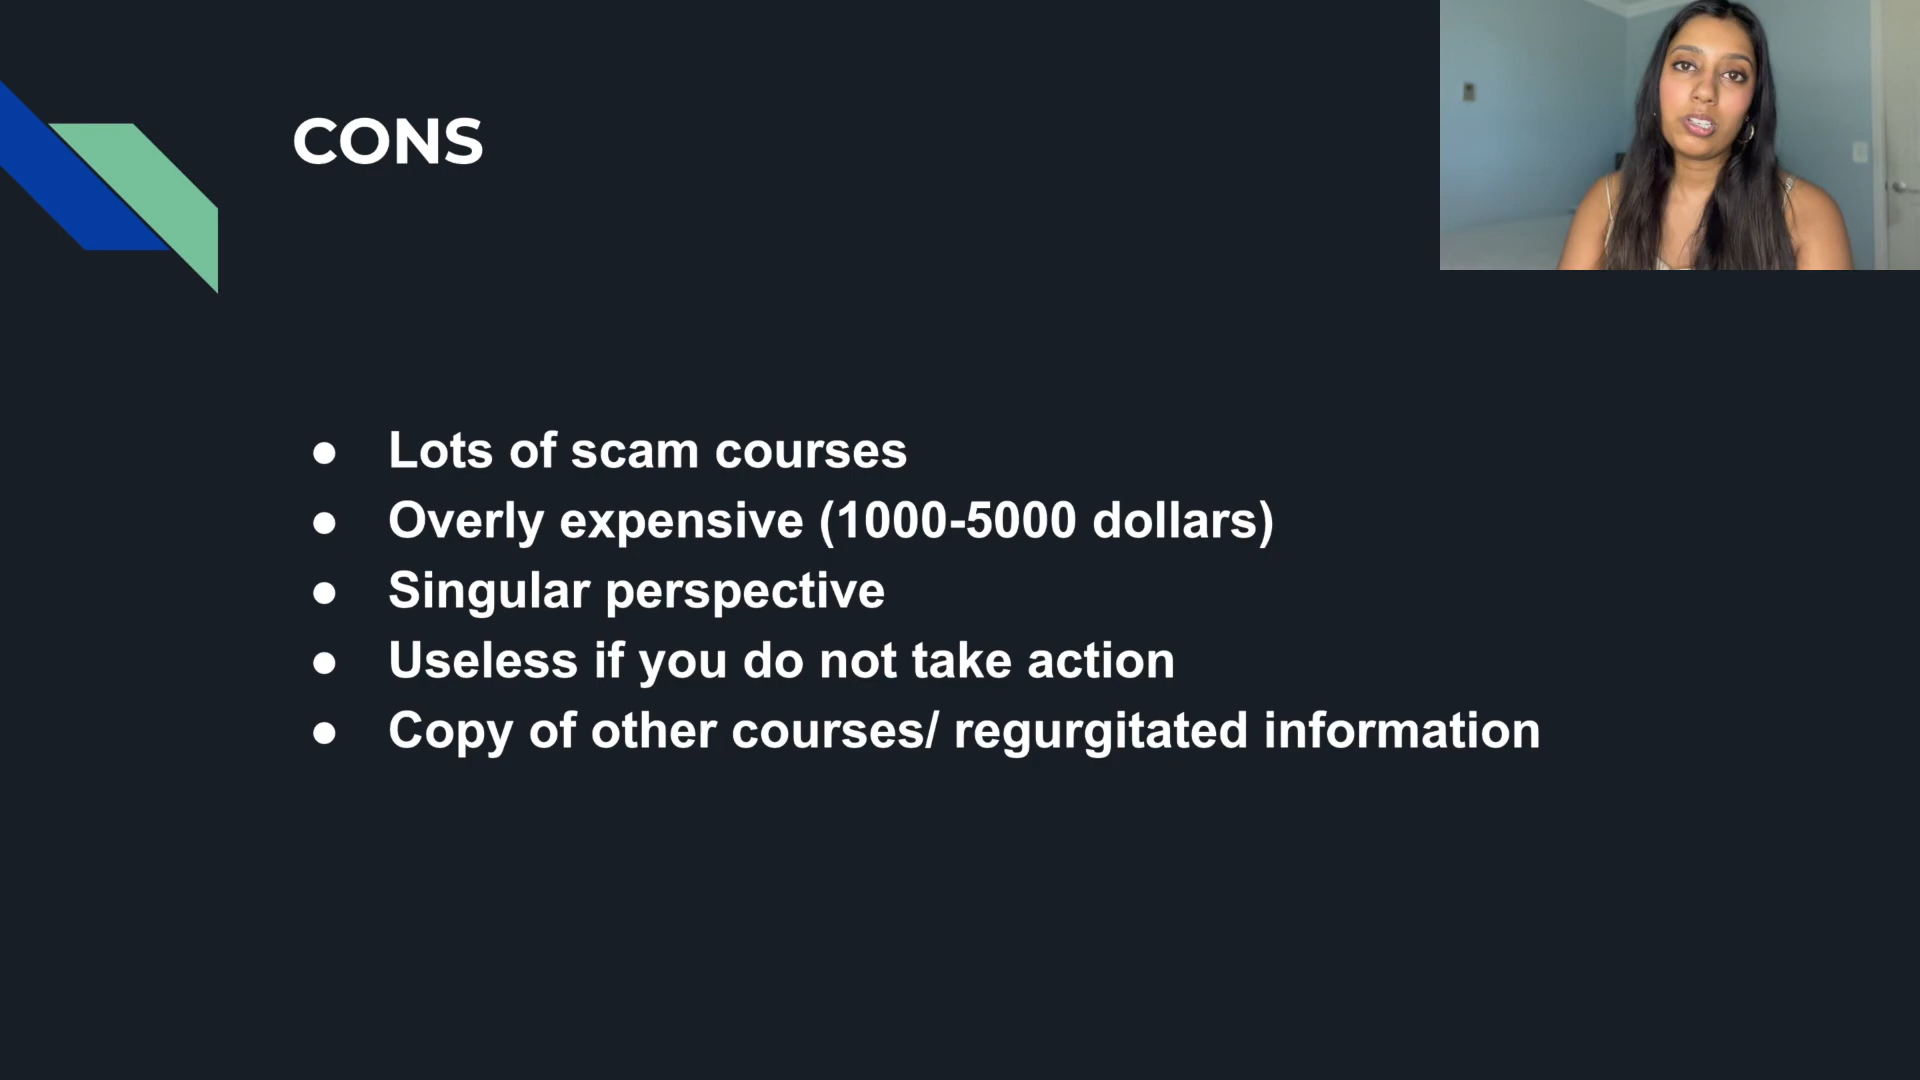 CONS
● Lots of scam courses
● Overly expensive (1000-5000 dollars)
● Singular perspective
● Useless if you do not take action
● Copy of other courses/ regurgitated information